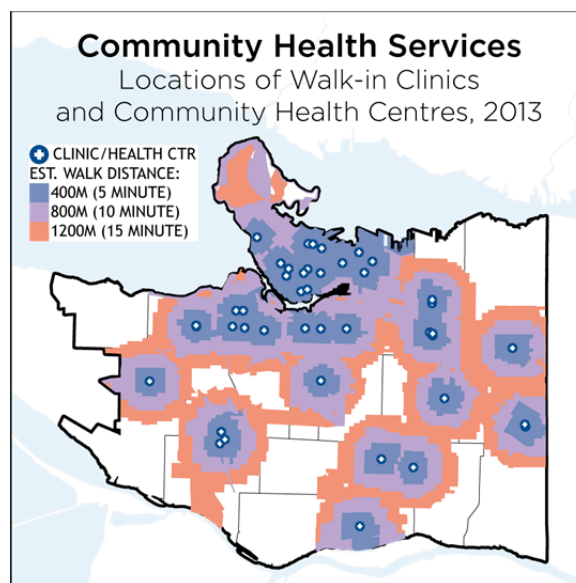 Community Health Services
Locations of Walk-in Clinics
and Community Health Centres, 2013
CLINIC/HEALTH CTR
EST. WALK DISTANCE:
400M (5 MINUTE)
800M (10 MINUTE)
1200M (15 MINUTE)